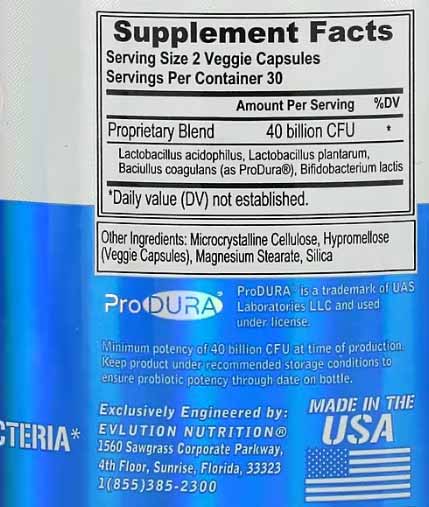 Supplement Facts
Serving Size 2 Veggie Capsules
Servings Per Container 30
Amount Per Serving %DV
Proprietary Blend 40 billion CFU *
Lactobacillus acidophilus, Lactobacillus plantarum,
Baciullus coagulans (as ProDura®), Bifidobacterium lactis
*Daily value (DV) not established.
Other Ingredients: Microcrystalline Cellulose, Hypromellose
(Veggie Capsules), Magnesium Stearate, Silica
ProDURA®
ProDURA® is a trademark of UAS
Laboratories LLC and used
under license.
Minimum potency of 40 billion CFU at time of production.
Keep product under recommended storage conditions to
ensure probiotic potency through date on bottle.
CTERIA*
Exclusively Engineered by:
EVLUTION NUTRITION®
1560 Sawgrass Corporate Parkway,
4th Floor, Sunrise, Florida, 33323
1(855)385-2300
MADE IN THE
USA